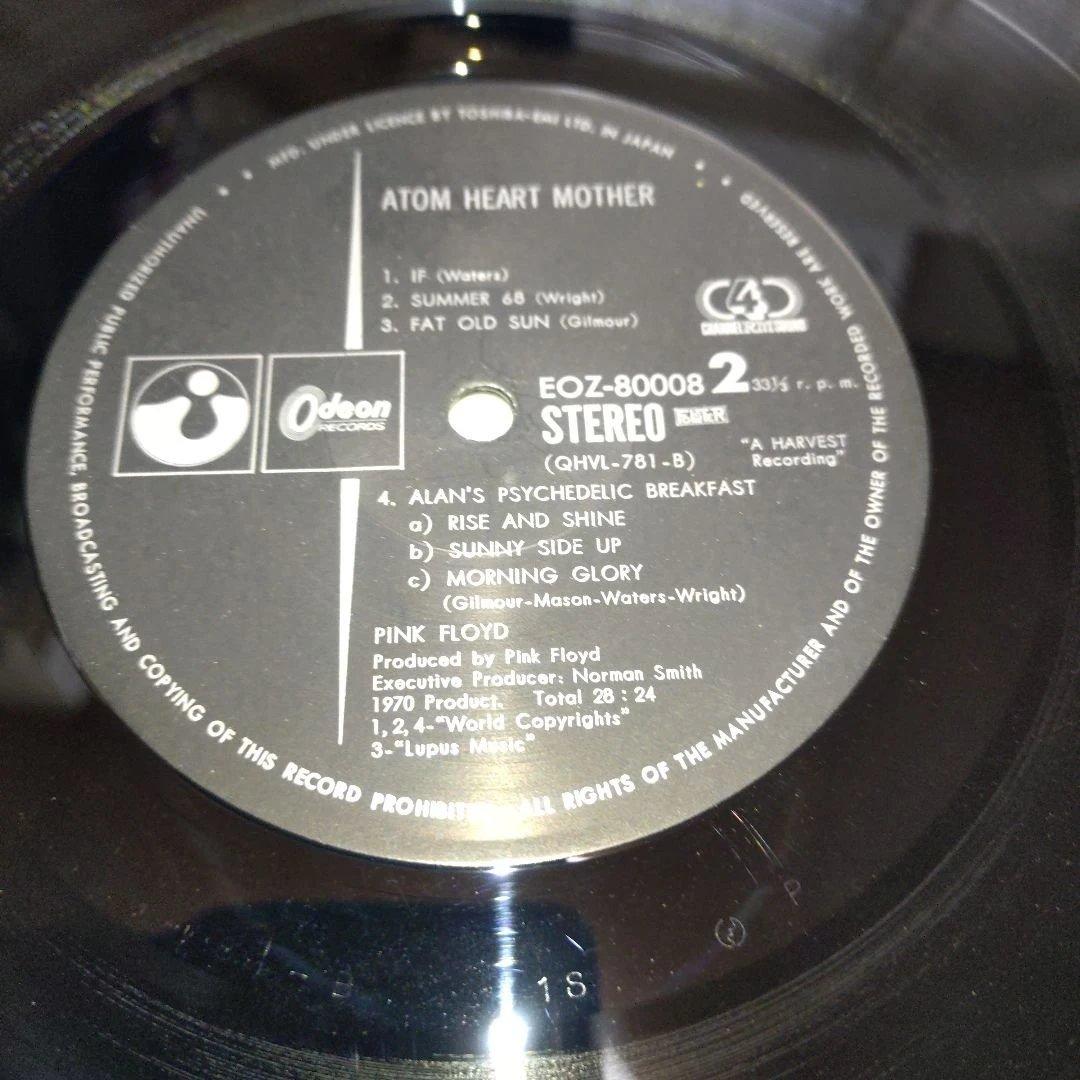 MFD. UNDER LICENCE BY TOSHIBA-EMI LTD. IN JAPAN
ATOM HEART MOTHER
1. IF (Waters)
2. SUMMER 68 (Wright)
3. FAT OLD SUN (Gilmour)
4
Odeon
RECORDS
EOZ-80008
2
33⅓ r. p. m.
STEREO
(QHVL-781-B)
"A HARVEST
Recording"
4. ALAN'S PSYCHEDELIC BREAKFAST
a) RISE AND SHINE
b) SUNNY SIDE UP
c) MORNING GLORY
(Gilmour-Mason-Waters-Wright)
PINK FLOYD
Produced by Pink Floyd
Executive Producer: Norman Smith
1970 Product. Total 28 : 24
1, 2, 4-"World Copyrights"
3-"Lupus Music"
UNAUTHORIZED PUBLIC PERFORMANCE, BROADCASTING AND COPYING OF THIS RECORD PROHIBITED. ALL RIGHTS OF THE MANUFACTURER AND OF THE OWNER OF THE RECORDED WORK ARE RESERVED
1S
P